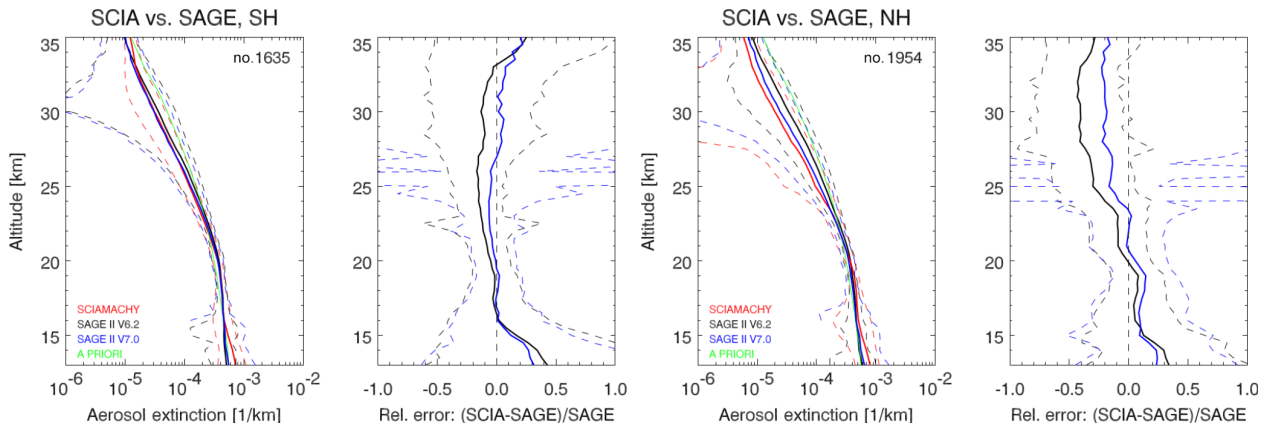 SCIA vs. SAGE, SH
SCIA vs. SAGE, NH
35
30
25
20
15
Altitude [km]
no.1635
SCIAMACHY
SAGE II V6.2
SAGE II V7.0
A PRIORI
10-6 10-5 10-4 10-3 10-2
Aerosol extinction [1/km]
35
30
25
20
15
-1.0 -0.5 0.0 0.5 1.0
Rel. error: (SCIA-SAGE)/SAGE
35
30
25
20
15
Altitude [km]
no.1954
SCIAMACHY
SAGE II V6.2
SAGE II V7.0
A PRIORI
10-6 10-5 10-4 10-3 10-2
Aerosol extinction [1/km]
35
30
25
20
15
-1.0 -0.5 0.0 0.5 1.0
Rel. error: (SCIA-SAGE)/SAGE